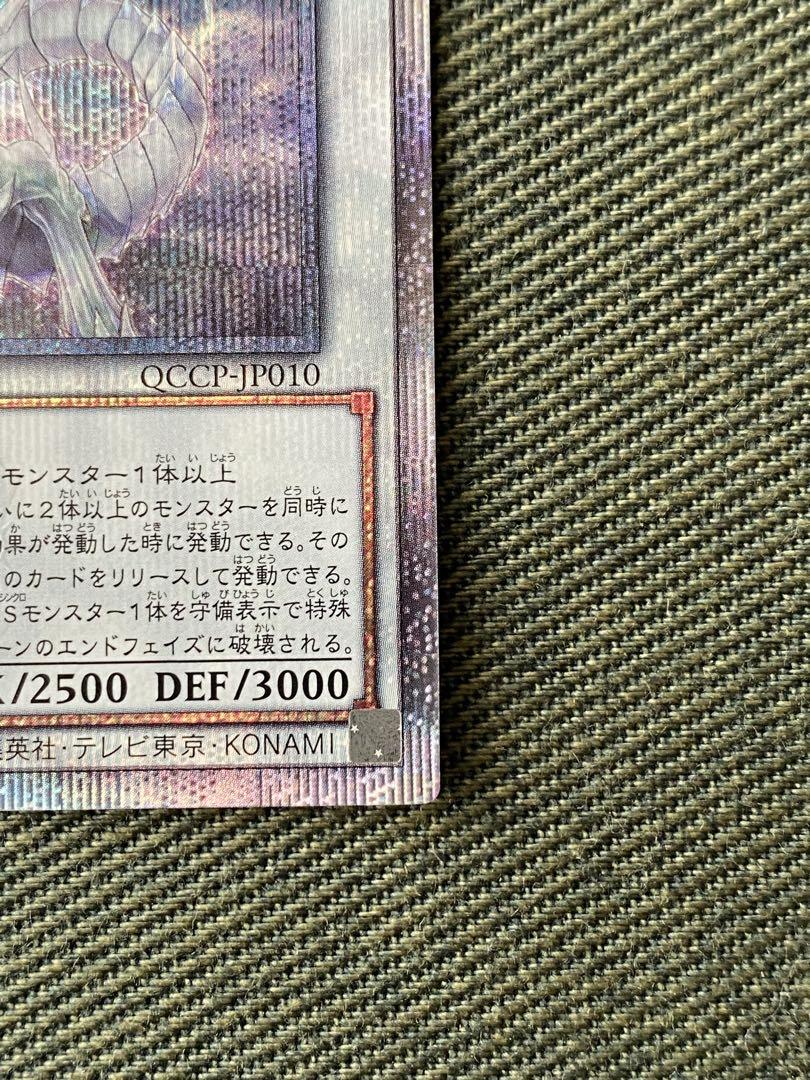 QCCP-JP010
モンスター1体以上
いに2体以上のモンスターを同時に
果が発動した時に発動できる。その
のカードをリリースして発動できる。
Sモンスター1体を守備表示で特殊
ーンのエンドフェイズに破壊される。
/2500 DEF/3000
英社・テレビ東京・KONAMI